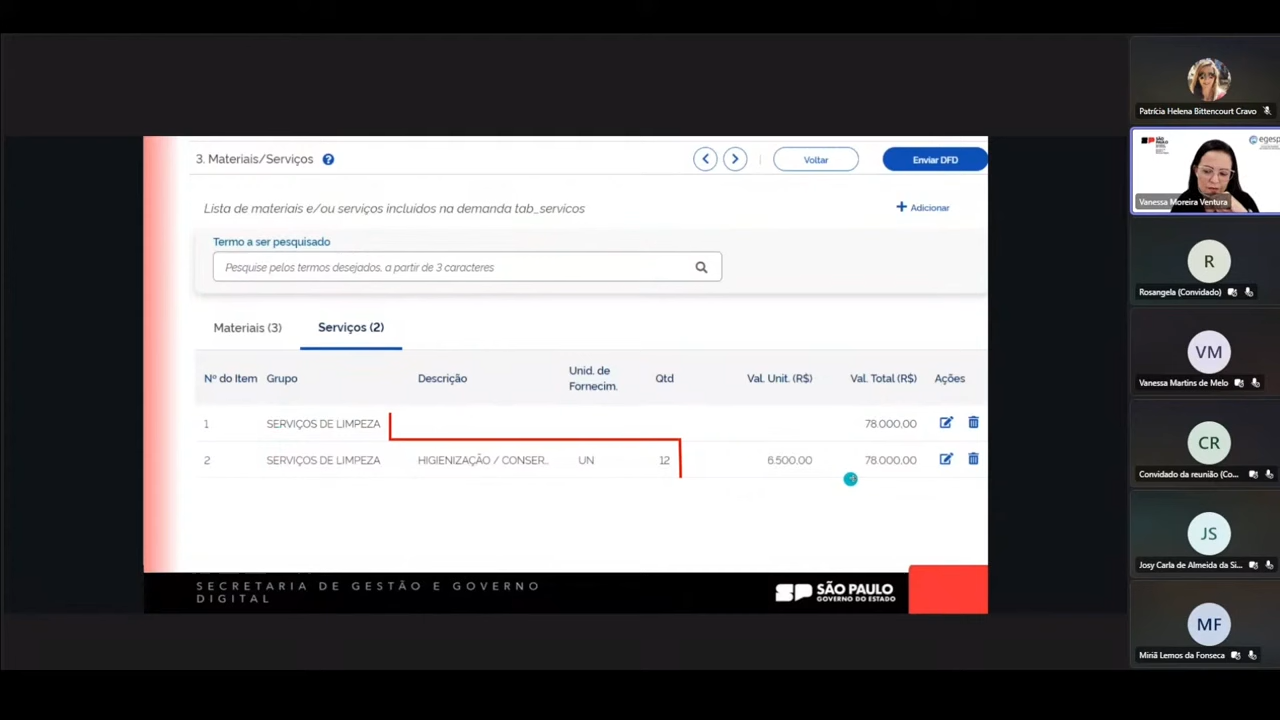 3. Materiais/Serviços ?
Voltar
Enviar DFD
Lista de materiais e/ou serviços incluidos na demanda tab_servicos
+ Adicionar
Termo a ser pesquisado
Pesquise pelos termos desejados, a partir de 3 caracteres
Materiais (3)
Serviços (2)
Nº do Item Grupo Descrição Unid. de Fornecim. Qtd Val. Unit. (R$) Val. Total (R$) Ações
1 SERVIÇOS DE LIMPEZA 78.000,00
2 SERVIÇOS DE LIMPEZA HIGIENIZAÇÃO / CONSER... UN 12 6.500,00 78.000,00
SECRETARIA DE GESTÃO E GOVERNO
DIGITAL
SP SÃO PAULO
GOVERNO DO ESTADO
Patrícia Helena Bittencourt Cravo
SÃO
PAULO
egesp
Vanessa Moreira Ventura
R
Rosangela (Convidado)
VM
Vanessa Martins de Melo
CR
Convidado da reunião (Co...
JS
Josy Carla de Almeida da Si...
MF
Miriã Lemos da Fonseca